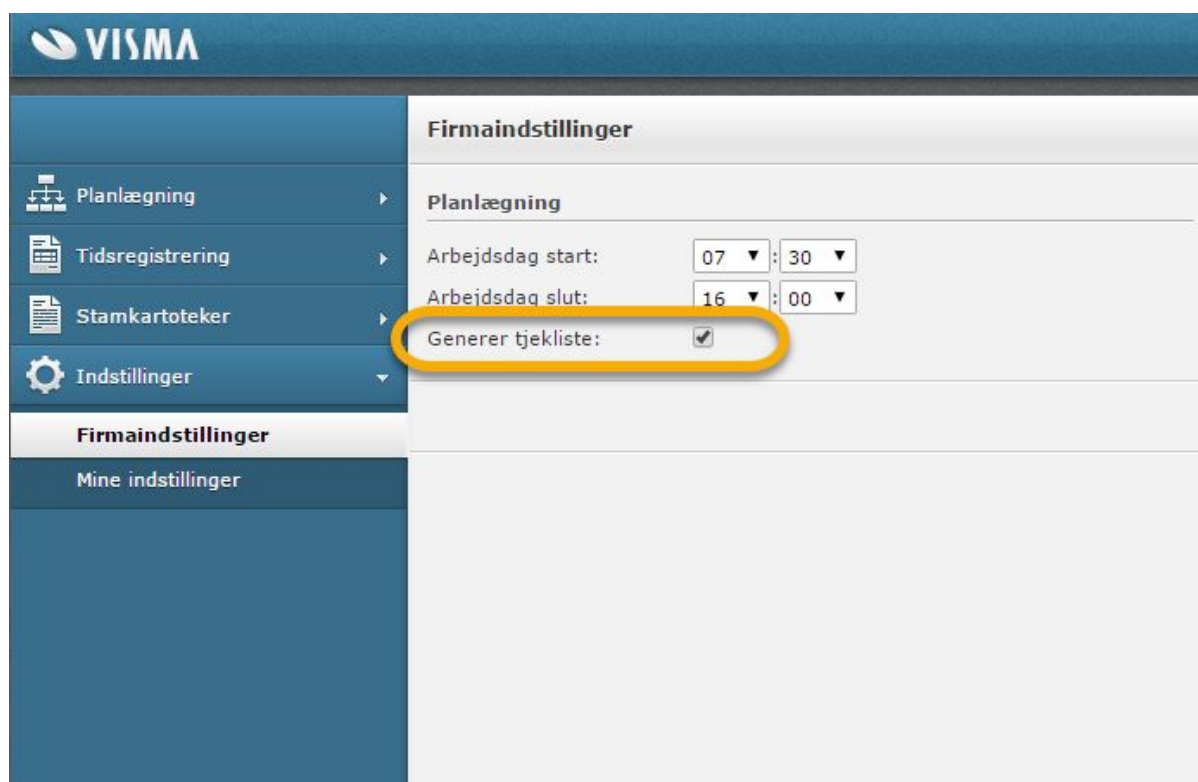 VISMA
Firmaindstillinger
Planlægning
Tidsregistrering
Stamkartoteker
Indstillinger
Firmaindstillinger
Mine indstillinger
Planlægning
Arbejdsdag start: 07 : 30
Arbejdsdag slut: 16 : 00
Generer tjekliste: